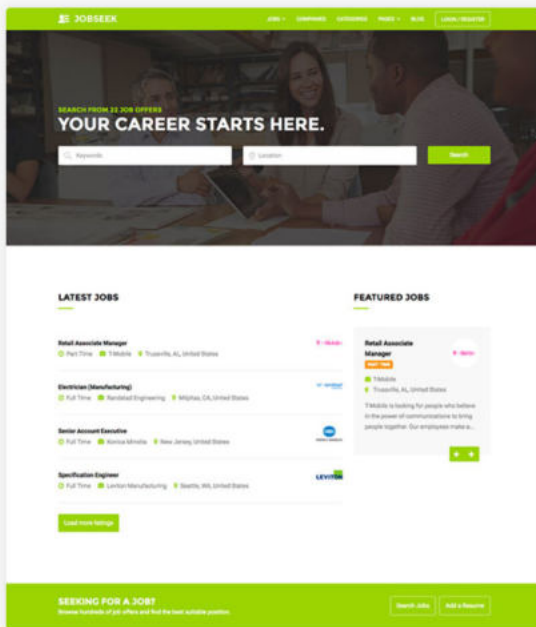 JOBSEEK
JOBS COMPANIES CATEGORIES PAGES BLOG LOGIN / REGISTER
SEARCH FROM 22 JOB OFFERS
YOUR CAREER STARTS HERE.
Keywords Location Search
LATEST JOBS
Retail Associate Manager
Part Time T-Mobile Trussville, AL, United States
Electrician (Manufacturing)
Full Time Randstad Engineering Milpitas, CA, United States
Senior Account Executive
Full Time Konica Minolta New Jersey, United States
Specification Engineer
Full Time Leviton Manufacturing Seattle, WA, United States
LEVITON
Load more listings
FEATURED JOBS
Retail Associate
Manager
PART TIME
T-Mobile
Trussville, AL, United States
T-Mobile is looking for people who believe
in the power of communications to bring
people together. Our employees make a...
SEEKING FOR A JOB?
Browse hundreds of job offers and find the best suitable position.
Search Jobs Add a Resume